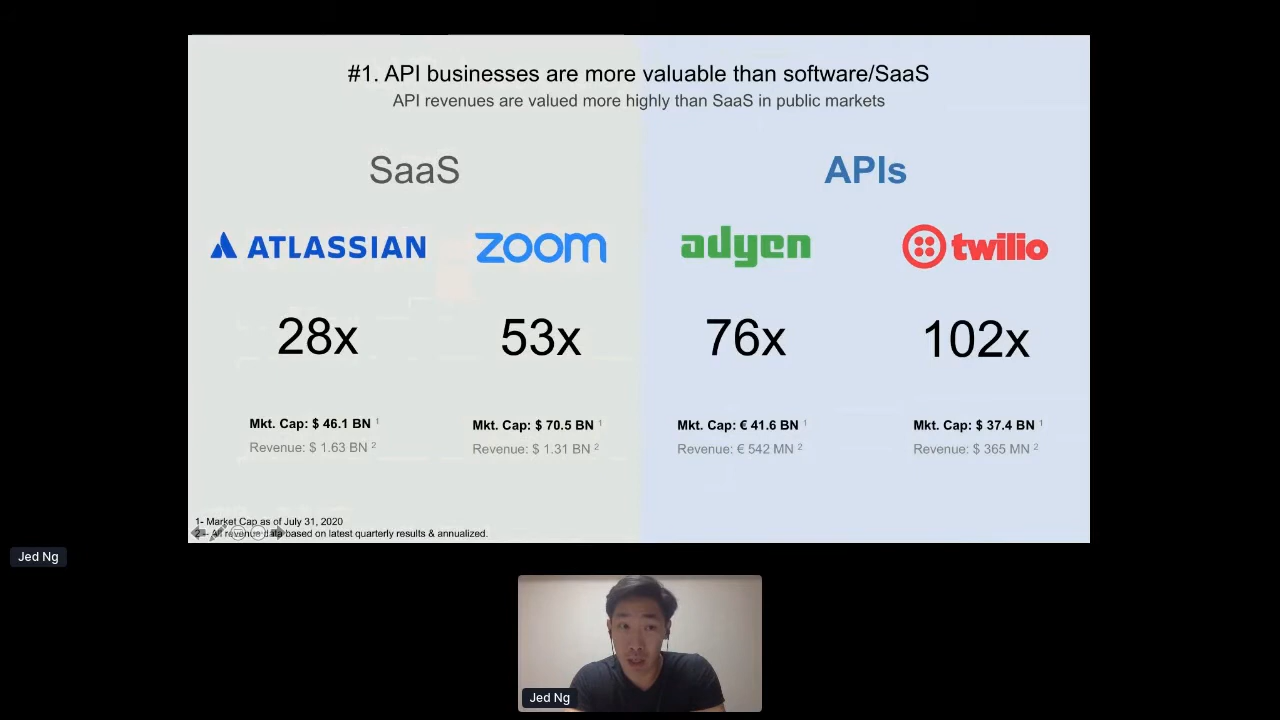 #1. API businesses are more valuable than software/SaaS
API revenues are valued more highly than SaaS in public markets
SaaS
APIs
ATLASSIAN
zoom
adyen
twilio
28x
53x
76x
102x
Mkt. Cap: $ 46.1 BN 1
Mkt. Cap: $ 70.5 BN 1
Mkt. Cap: € 41.6 BN 1
Mkt. Cap: $ 37.4 BN 1
Revenue: $ 1.63 BN 2
Revenue: $ 1.31 BN 2
Revenue: € 542 MN 2
Revenue: $ 365 MN 2
1- Market Cap as of July 31, 2020
2 - All revenue data based on latest quarterly results & annualized.
Jed Ng
Jed Ng